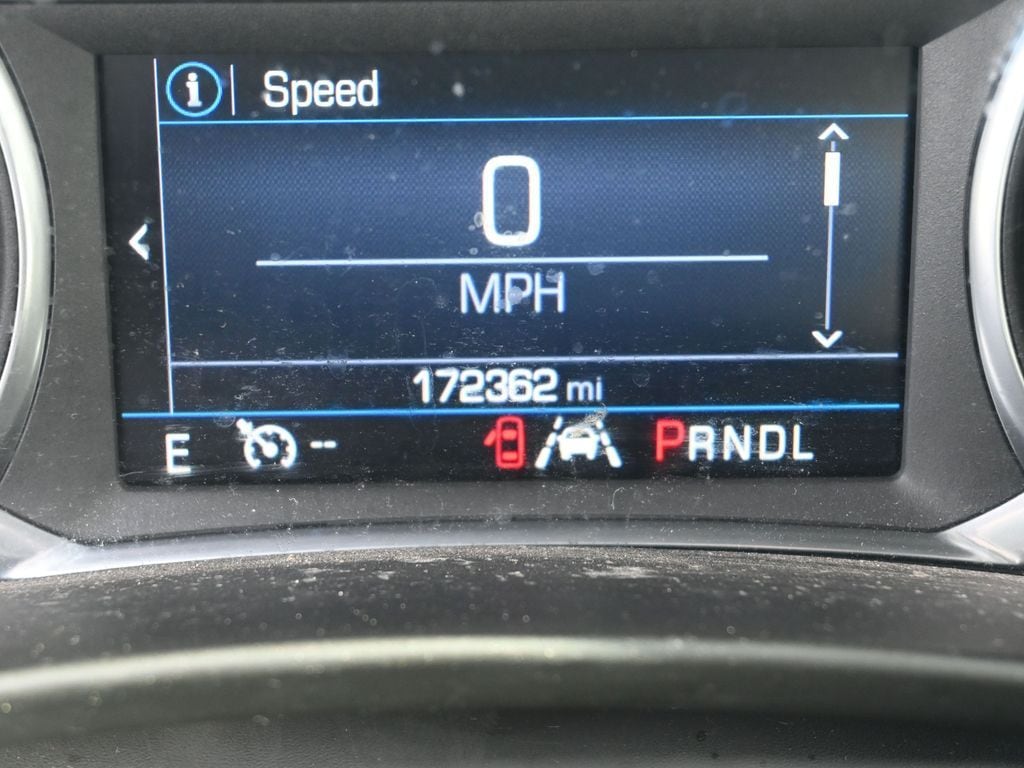 i Speed
0
MPH
172362 mi
E -- PRNDL